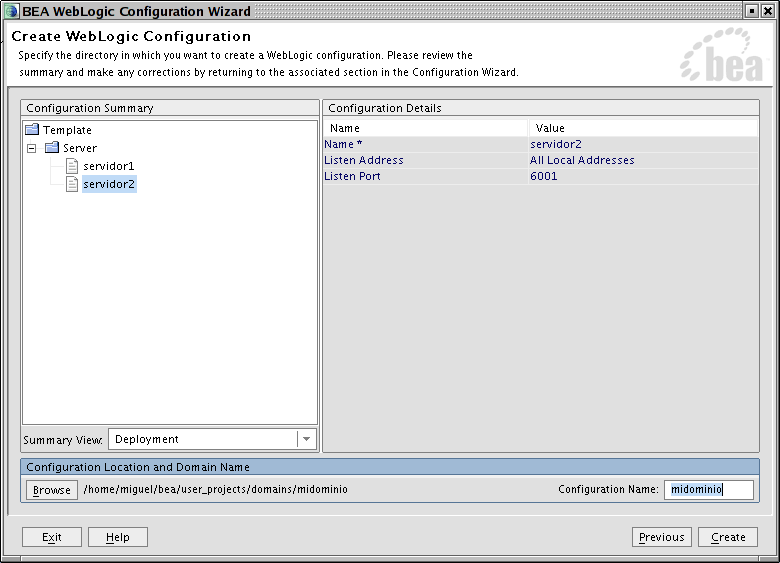 BEA WebLogic Configuration Wizard
Create WebLogic Configuration
Specify the directory in which you want to create a WebLogic configuration. Please review the
summary and make any corrections by returning to the associated section in the Configuration Wizard.
bea
Configuration Summary
Template
Server
servidor1
servidor2
Summary View: Deployment
Configuration Details
Name Value
Name * servidor2
Listen Address All Local Addresses
Listen Port 6001
Configuration Location and Domain Name
Browse /home/miguel/bea/user_projects/domains/midominio Configuration Name: midominio
Exit Help Previous Create